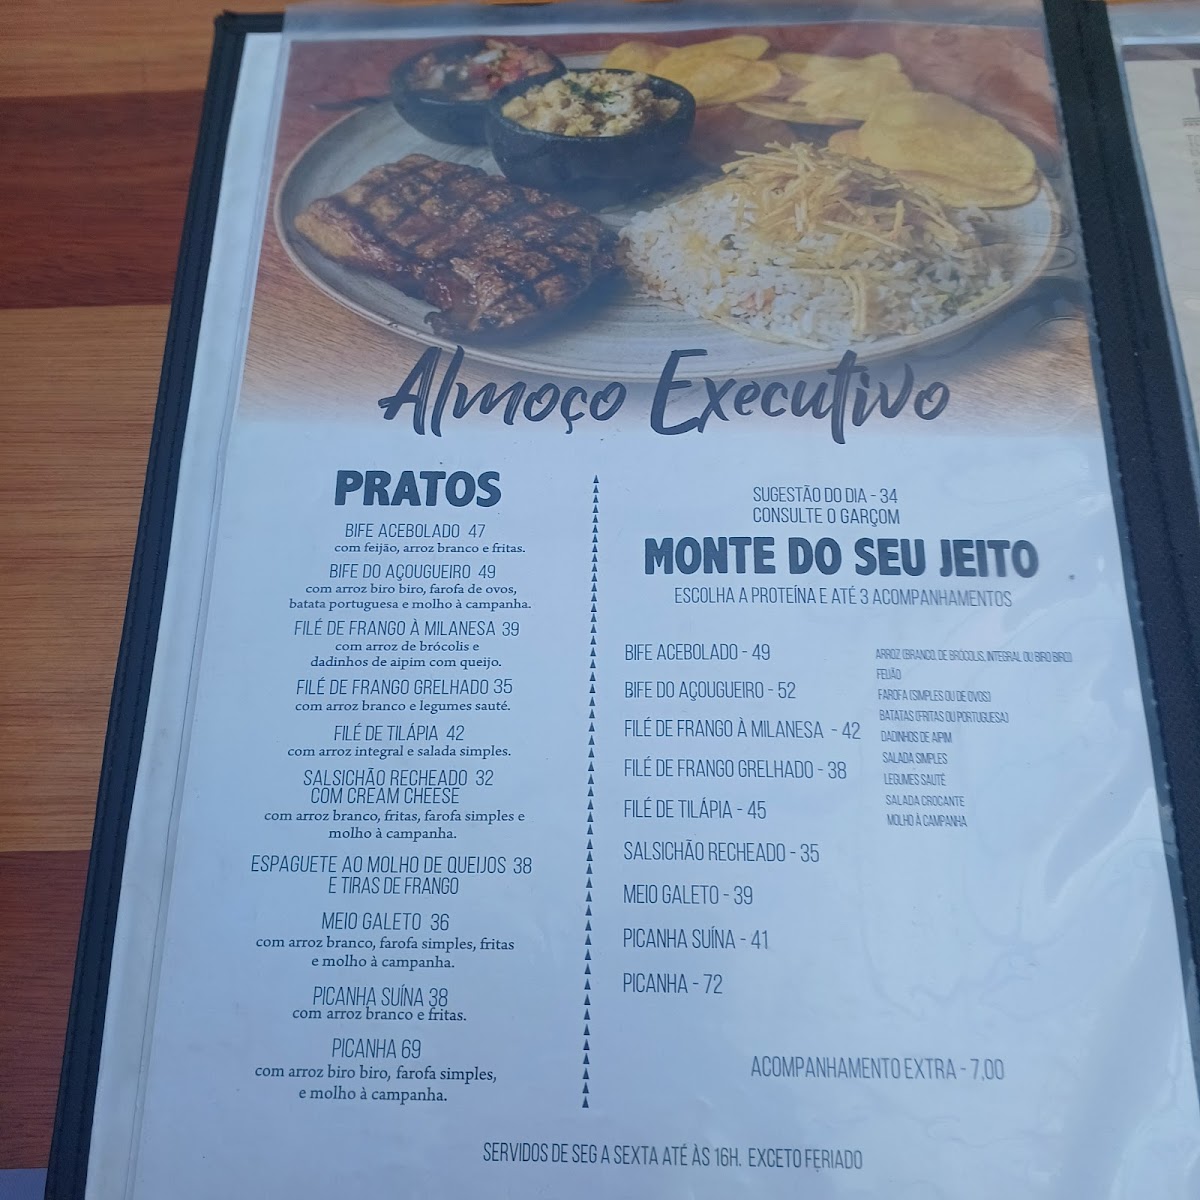 Almoço Executivo
PRATOS
BIFE ACEBOLADO 47
com feijão, arroz branco e fritas.
BIFE DO AÇOUGUEIRO 49
com arroz biro biro, farofa de ovos,
batata portuguesa e molho à campanha.
FILÉ DE FRANGO À MILANESA 39
com arroz de brócolis e
dadinhos de aipim com queijo.
FILÉ DE FRANGO GRELHADO 35
com arroz branco e legumes sauté.
FILÉ DE TILÁPIA 42
com arroz integral e salada simples.
SALSICHÃO RECHEADO 32
COM CREAM CHEESE
com arroz branco, fritas, farofa simples e
molho à campanha.
ESPAGUETE AO MOLHO DE QUEIJOS 38
E TIRAS DE FRANGO
MEIO GALETO 36
com arroz branco, farofa simples, fritas
e molho à campanha.
PICANHA SUÍNA 38
com arroz branco e fritas.
PICANHA 69
com arroz biro biro, farofa simples,
e molho à campanha.
SUGESTÃO DO DIA - 34
CONSULTE O GARÇOM
MONTE DO SEU JEITO
ESCOLHA A PROTEÍNA E ATÉ 3 ACOMPANHAMENTOS
BIFE ACEBOLADO - 49
BIFE DO AÇOUGUEIRO - 52
FILÉ DE FRANGO À MILANESA - 42
FILÉ DE FRANGO GRELHADO - 38
FILÉ DE TILÁPIA - 45
SALSICHÃO RECHEADO - 35
MEIO GALETO - 39
PICANHA SUÍNA - 41
PICANHA - 72
ARROZ (BRANCO, DE BRÓCOLIS, INTEGRAL OU BIRO BIRO)
FEIJÃO
FAROFA (SIMPLES OU DE OVOS)
BATATAS (FRITAS OU PORTUGUESA)
DADINHOS DE AIPIM
SALADA SIMPLES
LEGUMES SAUTÉ
SALADA CROCANTE
MOLHO À CAMPANHA
ACOMPANHAMENTO EXTRA - 7,00
SERVIDOS DE SEG A SEXTA ATÉ ÀS 16H. EXCETO FERIADO